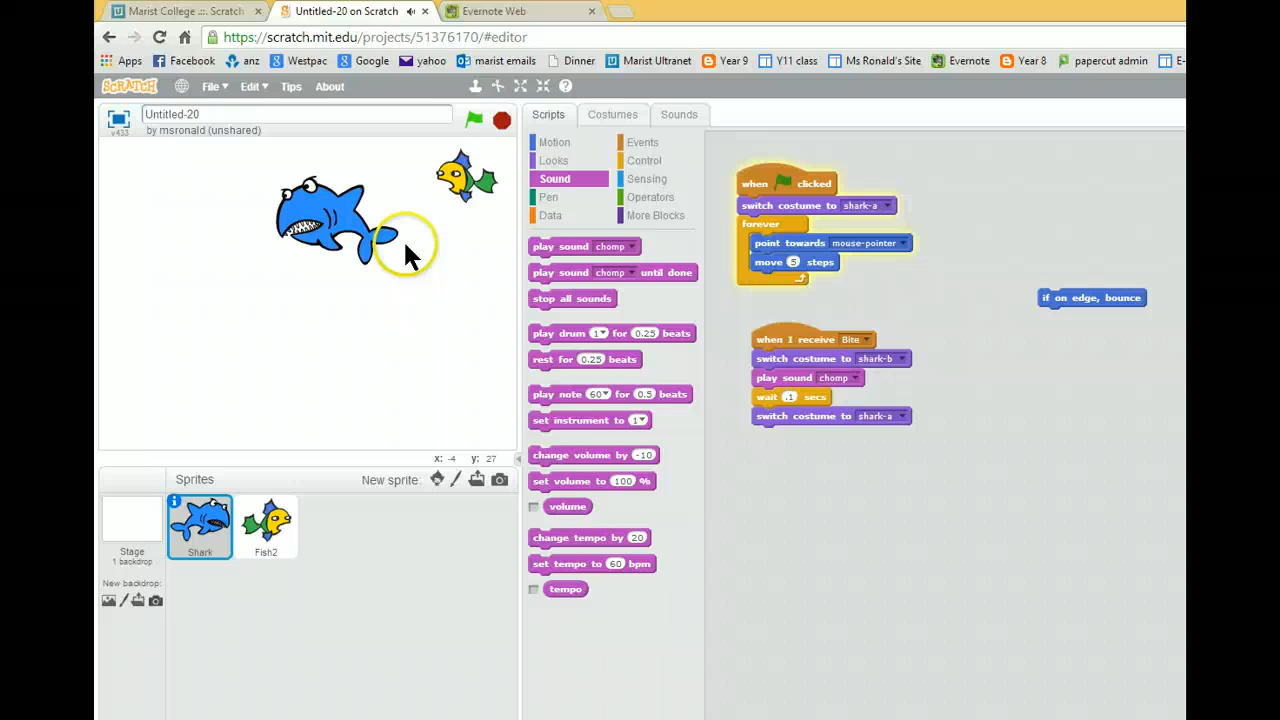 Marist College .::. Scratch
Untitled-20 on Scratch
Evernote Web
https://scratch.mit.edu/projects/51376170/#editor
Apps Facebook anz Westpac Google yahoo marist emails Dinner Marist Ultranet Year 9 Y11 class Ms Ronald's Site Evernote Year 8 papercut admin E-
SCRATCH File Edit Tips About
v433
Untitled-20
by msronald (unshared)
Scripts Costumes Sounds
Motion Events
Looks Control
Sound Sensing
Pen Operators
Data More Blocks
play sound chomp
play sound chomp until done
stop all sounds
play drum 1 for 0.25 beats
rest for 0.25 beats
play note 60 for 0.5 beats
set instrument to 1
change volume by -10
set volume to 100 %
volume
change tempo by 20
set tempo to 60 bpm
tempo
when clicked
switch costume to shark-a
forever
point towards mouse-pointer
move 5 steps
if on edge, bounce
when I receive Bite
switch costume to shark-b
play sound chomp
wait .1 secs
switch costume to shark-a
x: -4 y: 27
Sprites New sprite:
Shark
Fish2
Stage
1 backdrop
New backdrop: